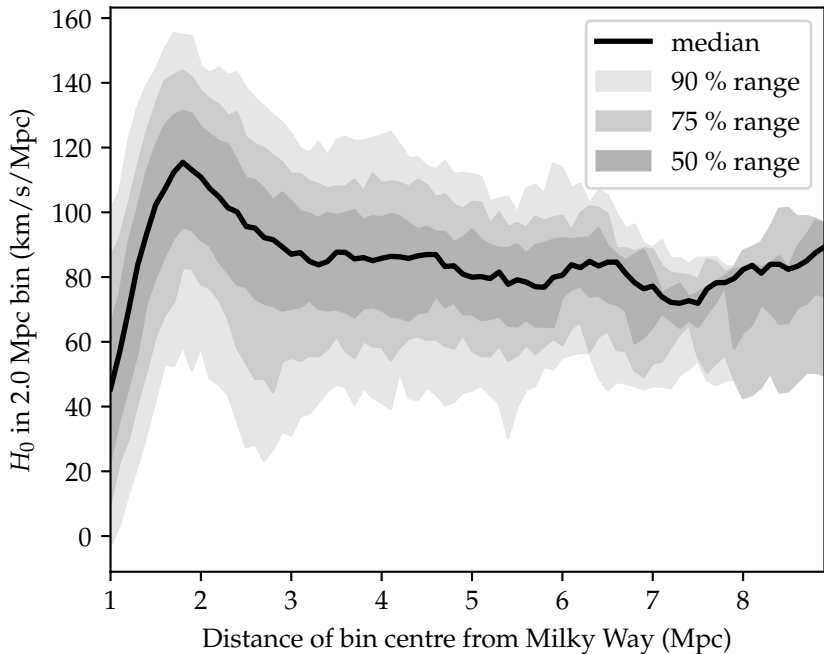 160
140
120
100
80
60
40
20
0
H₀ in 2.0 Mpc bin (km/s/Mpc)
median
90 % range
75 % range
50 % range
1 2 3 4 5 6 7 8
Distance of bin centre from Milky Way (Mpc)